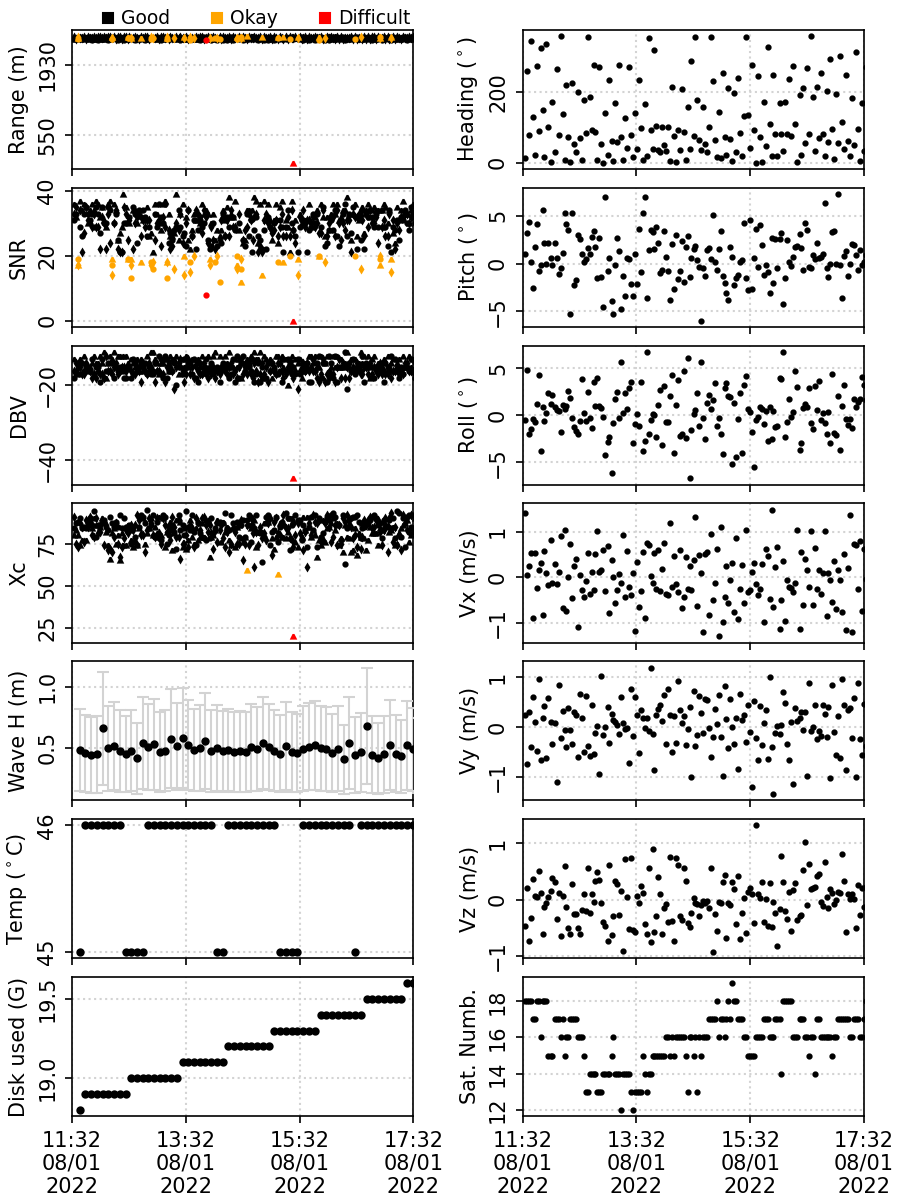 Good Okay Difficult
Range (m)
1930
550
Heading (°)
200
0
SNR
40
20
0
Pitch (°)
5
0
−5
DBV
−20
−40
Roll (°)
5
0
−5
Xc
75
50
25
Vx (m/s)
1
0
−1
Wave H (m)
1.0
0.5
Vy (m/s)
1
0
−1
Temp (°C)
46
45
Vz (m/s)
1
0
−1
Disk used (G)
19.5
19.0
Sat. Numb.
18
16
14
12
11:32 13:32 15:32 17:32
08/01 08/01 08/01 08/01
2022 2022 2022 2022
11:32 13:32 15:32 17:32
08/01 08/01 08/01 08/01
2022 2022 2022 2022